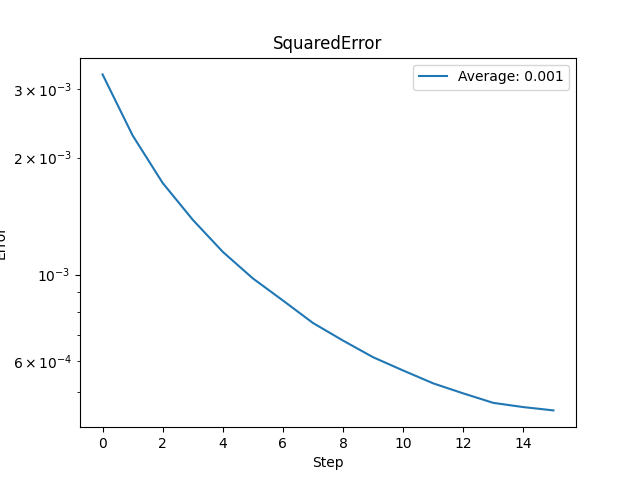 SquaredError
Average: 0.001
3 × 10⁻³
2 × 10⁻³
10⁻³
6 × 10⁻⁴
Error
0 2 4 6 8 10 12 14
Step